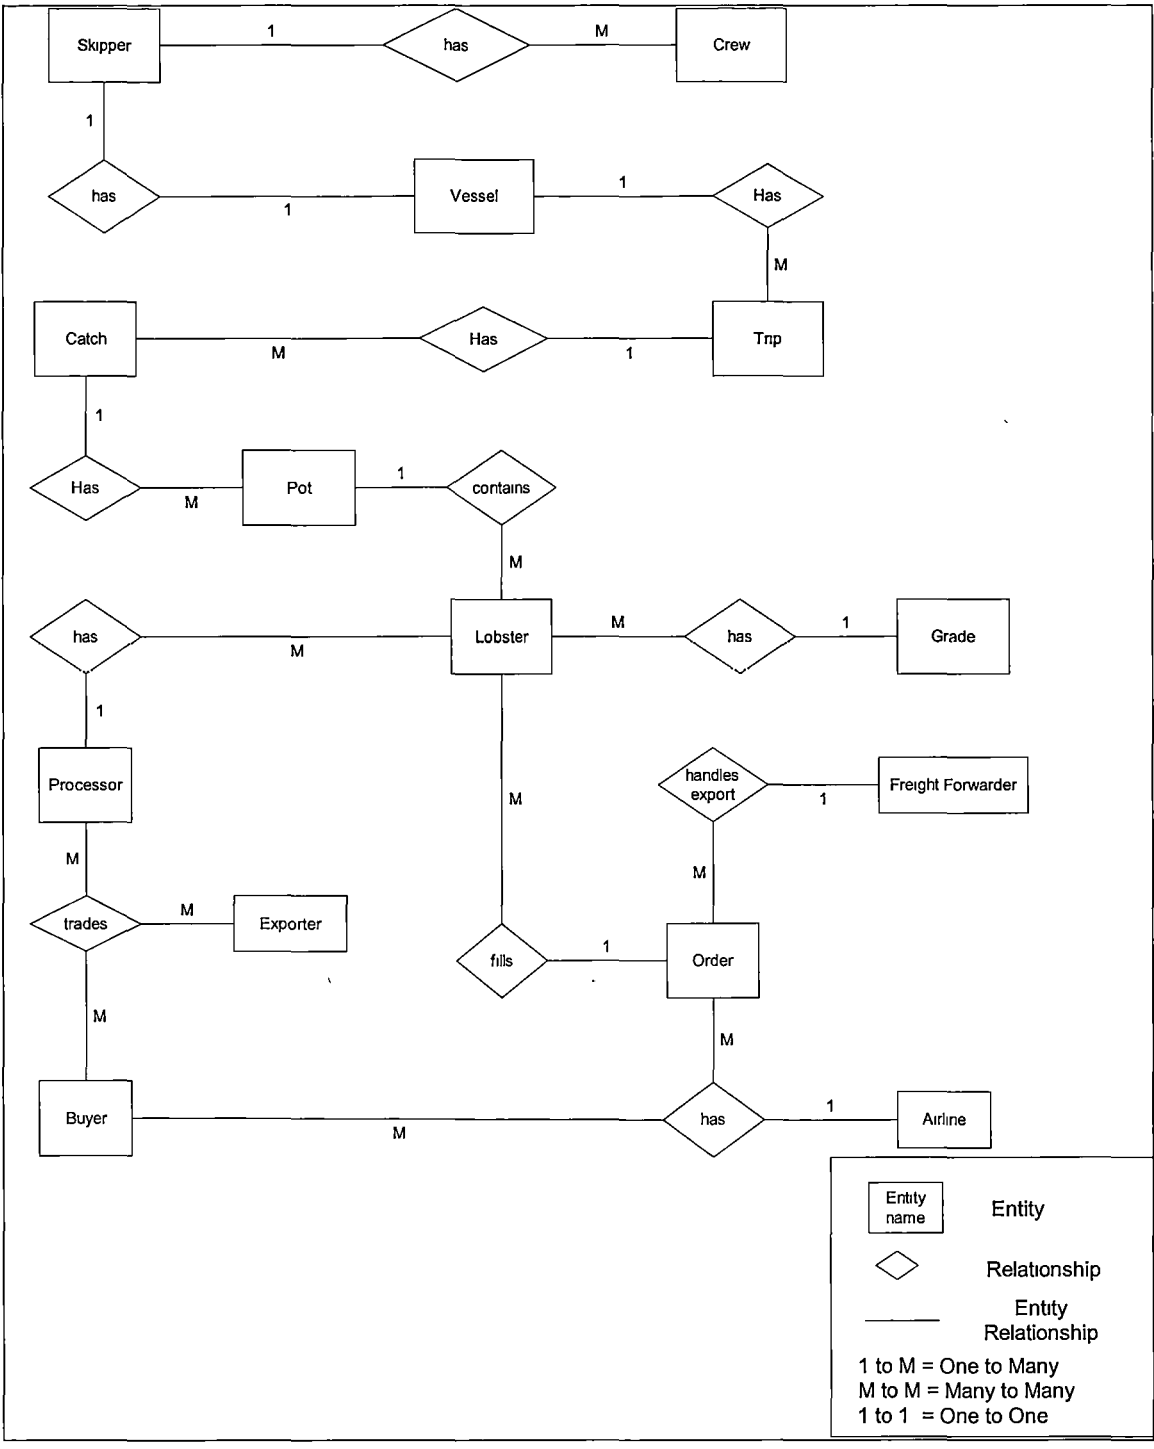 Skipper
1
has
M
Crew
1
has
1
Vessel
1
Has
M
Catch
M
Has
1
Trip
1
Has
M
Pot
1
contains
M
has
M
Lobster
M
has
1
Grade
1
Processor
M
handles
export
1
Freight Forwarder
M
M
trades
M
Exporter
fills
1
Order
M
M
Buyer
M
has
1
Airline
Entity
name
Entity
Relationship
Entity
Relationship
1 to M = One to Many
M to M = Many to Many
1 to 1 = One to One